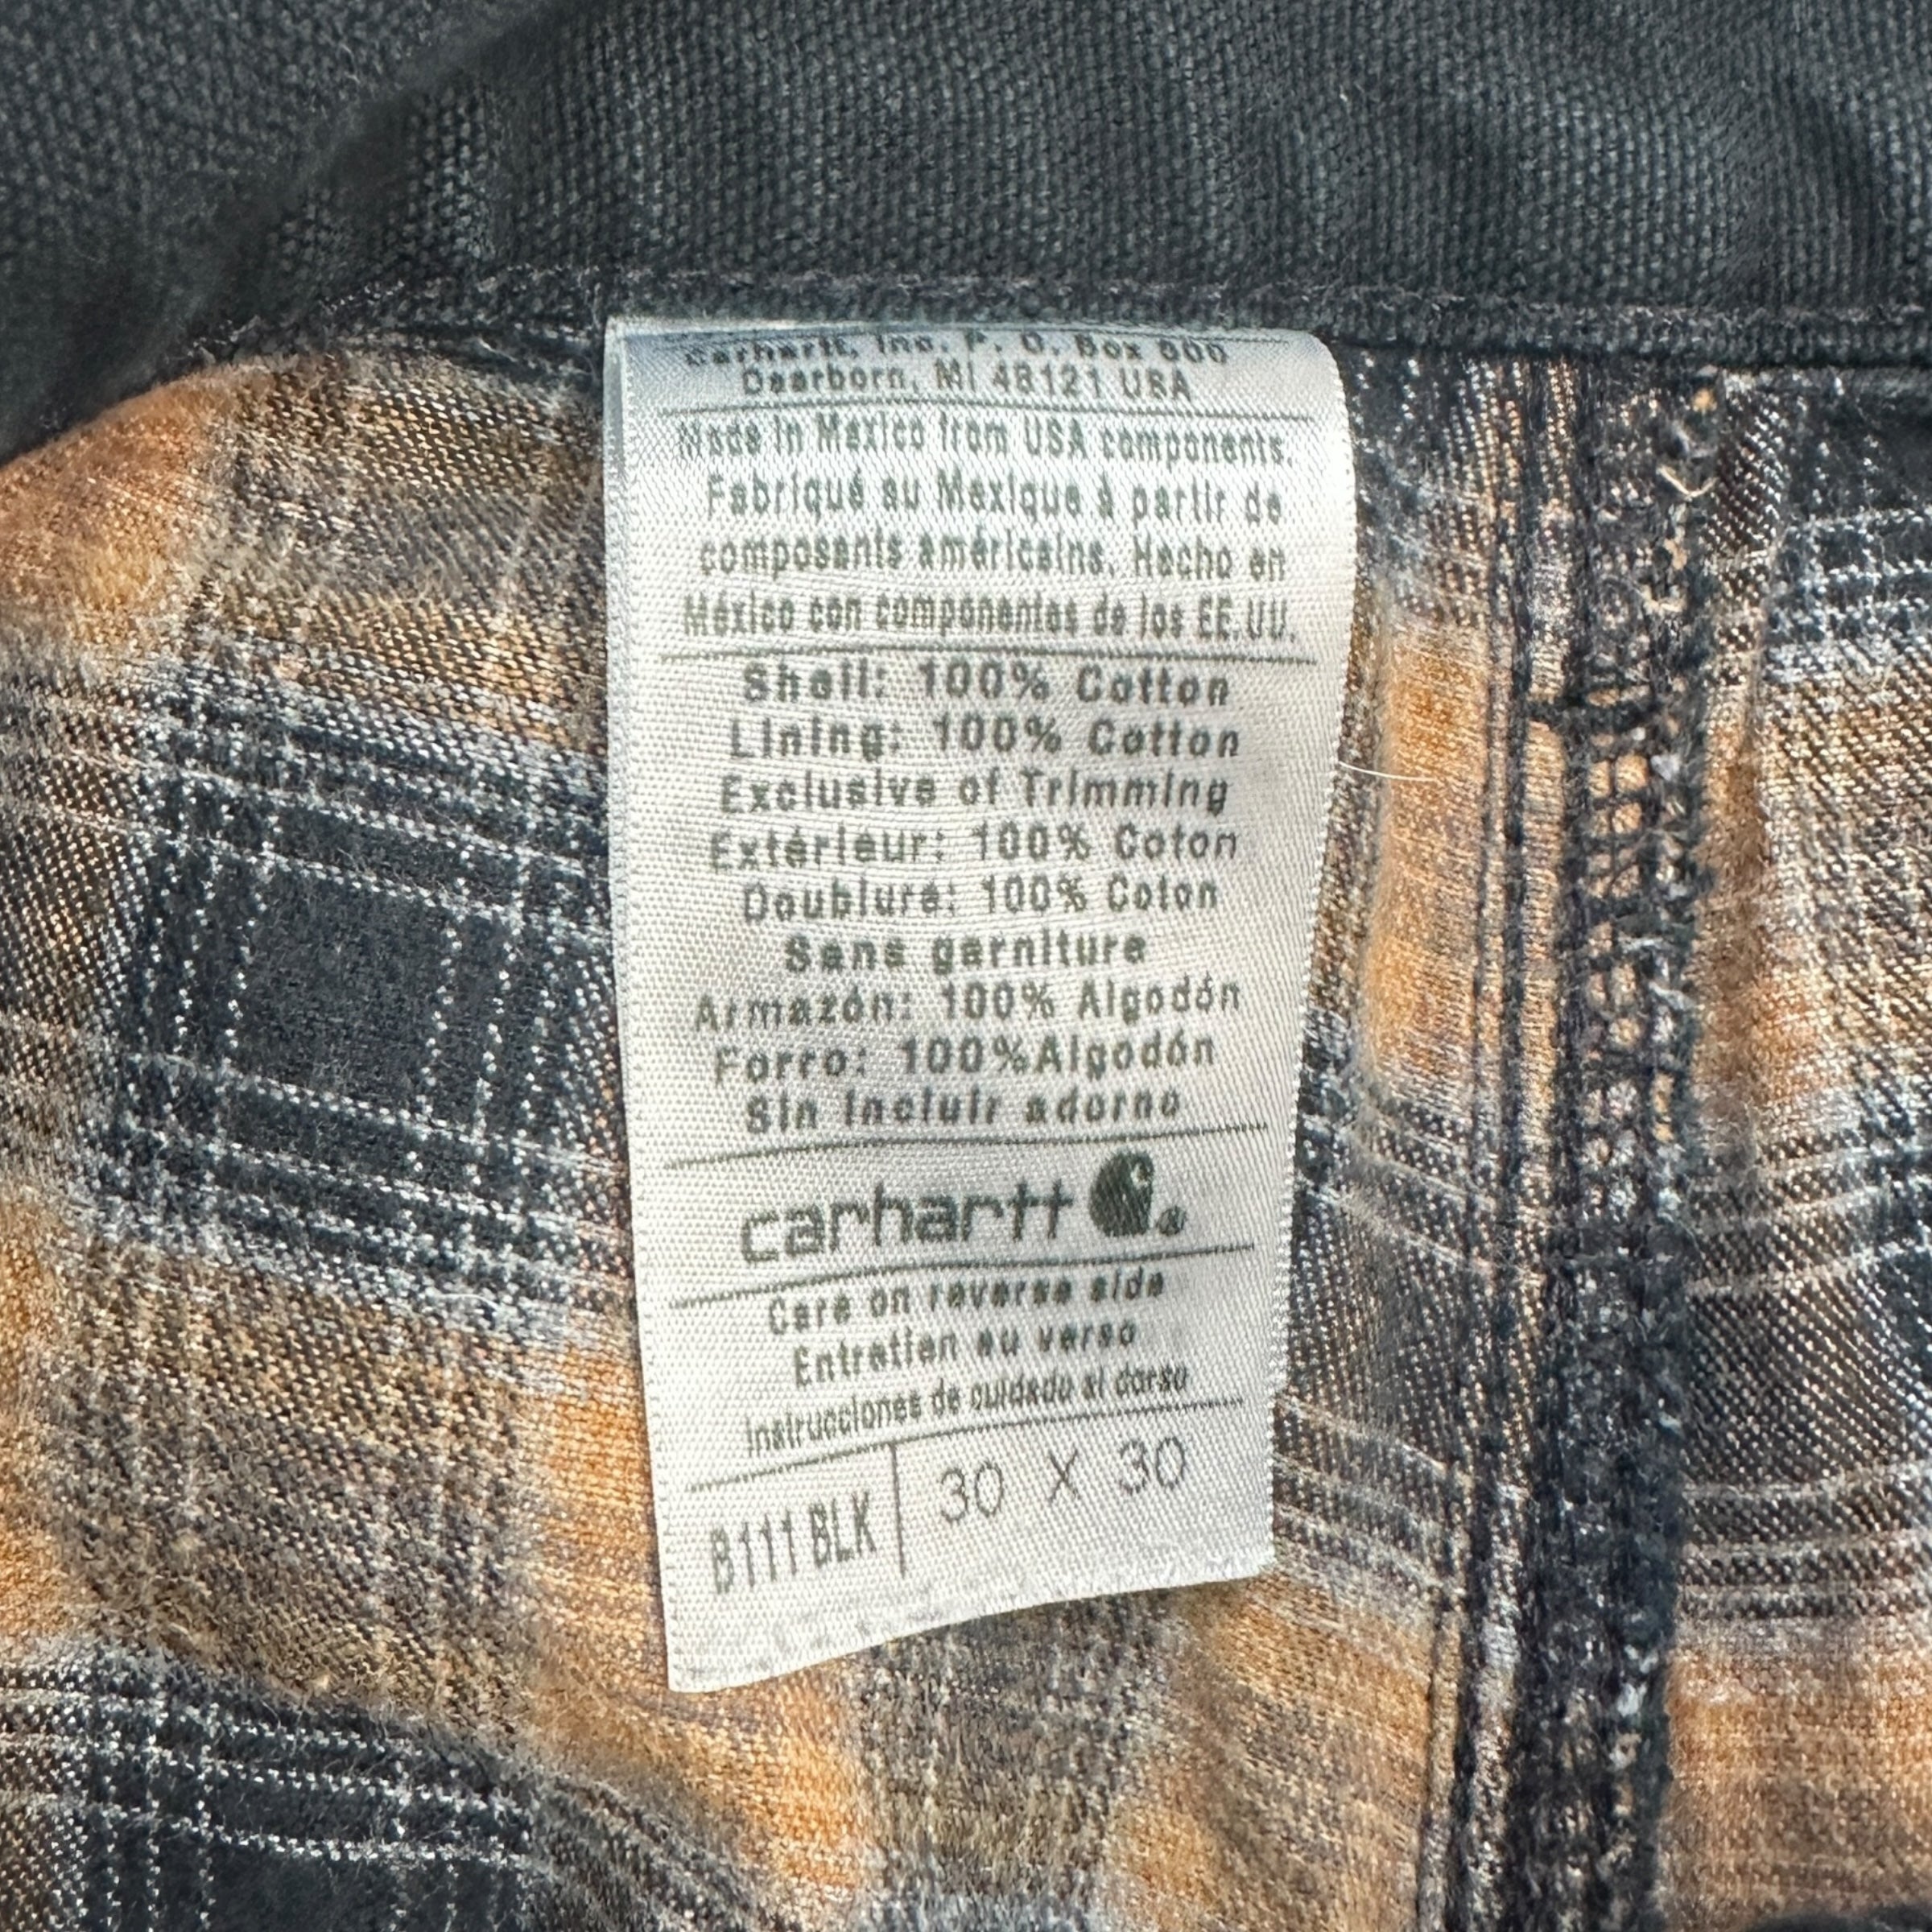 Carhartt, Inc. P. O. Box 600
Dearborn, MI 48121 USA
Made in Mexico from USA components.
Fabriqué au Mexique à partir de
composants américains. Hecho en
México con componentes de los EE.UU.
Shell: 100% Cotton
Lining: 100% Cotton
Exclusive of Trimming
Extérieur: 100% Coton
Doublure: 100% Coton
Sans garniture
Armazón: 100% Algodón
Forro: 100%Algodón
Sin incluir adorno
carhartt ®
Care on reverse side
Entretien au verso
Instrucciones de cuidado al dorso
B111 BLK 30 X 30